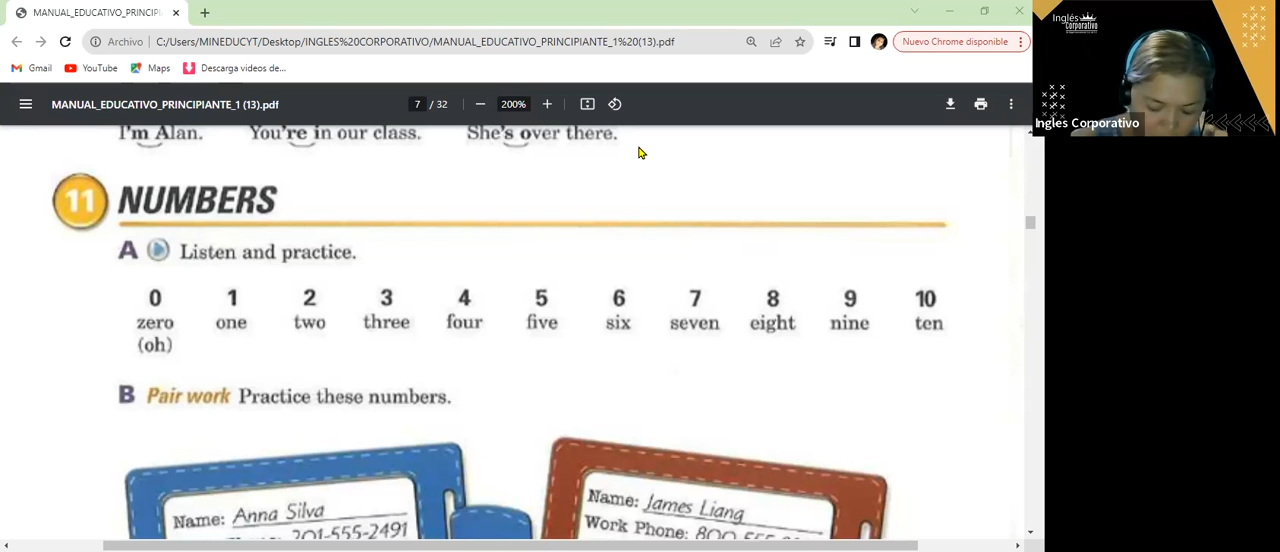 MANUAL_EDUCATIVO_PRINCIPI
Archivo
C:/Users/MINEDUCYT/Desktop/INGLES%20CORPORATIVO/MANUAL_EDUCATIVO_PRINCIPIANTE_1%20(13).pdf
Nuevo Chrome disponible
Gmail
YouTube
Maps
Descarga videos de...
Inglés
Corporativo
Ingles Corporativo
MANUAL_EDUCATIVO_PRINCIPIANTE_1 (13).pdf
7 / 32
200%
I'm Alan. You're in our class. She's over there.
11 NUMBERS
A Listen and practice.
0 1 2 3 4 5 6 7 8 9 10
zero one two three four five six seven eight nine ten
(oh)
B Pair work Practice these numbers.
Name: Anna Silva
201-555-2491
Name: James Liang
Work Phone: 800-555-